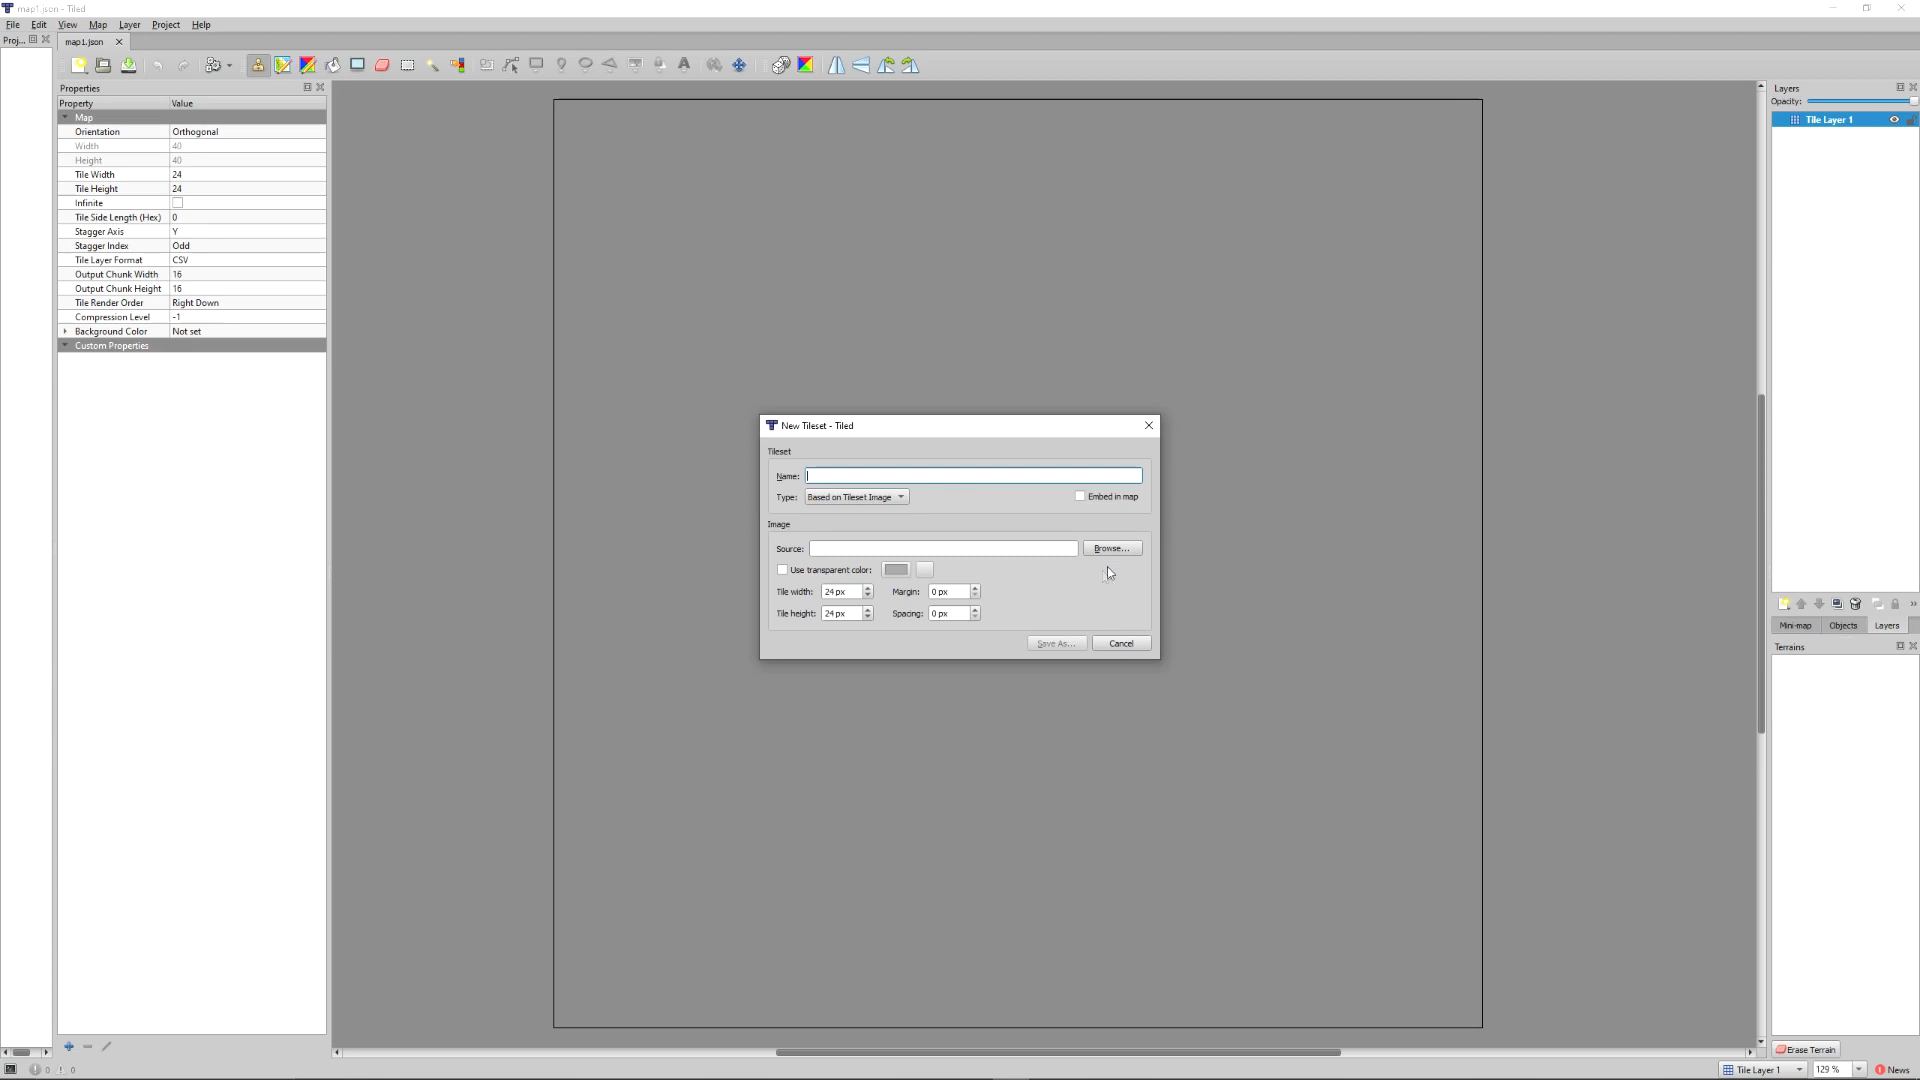 map1.json - Tiled
File Edit View Map Layer Project Help
Proj...
map1.json
Properties
Property Value
Map
Orientation Orthogonal
Width 40
Height 40
Tile Width 24
Tile Height 24
Infinite
Tile Side Length (Hex) 0
Stagger Axis Y
Stagger Index Odd
Tile Layer Format CSV
Output Chunk Width 16
Output Chunk Height 16
Tile Render Order Right Down
Compression Level -1
Background Color Not set
Custom Properties
New Tileset - Tiled
Tileset
Name:
Type: Based on Tileset Image Embed in map
Image
Source: Browse...
Use transparent color:
Tile width: 24 px Margin: 0 px
Tile height: 24 px Spacing: 0 px
Save As... Cancel
Layers
Opacity:
Tile Layer 1
Mini-map Objects Layers
Terrains
Erase Terrain
0 0
Tile Layer 1 129 % News